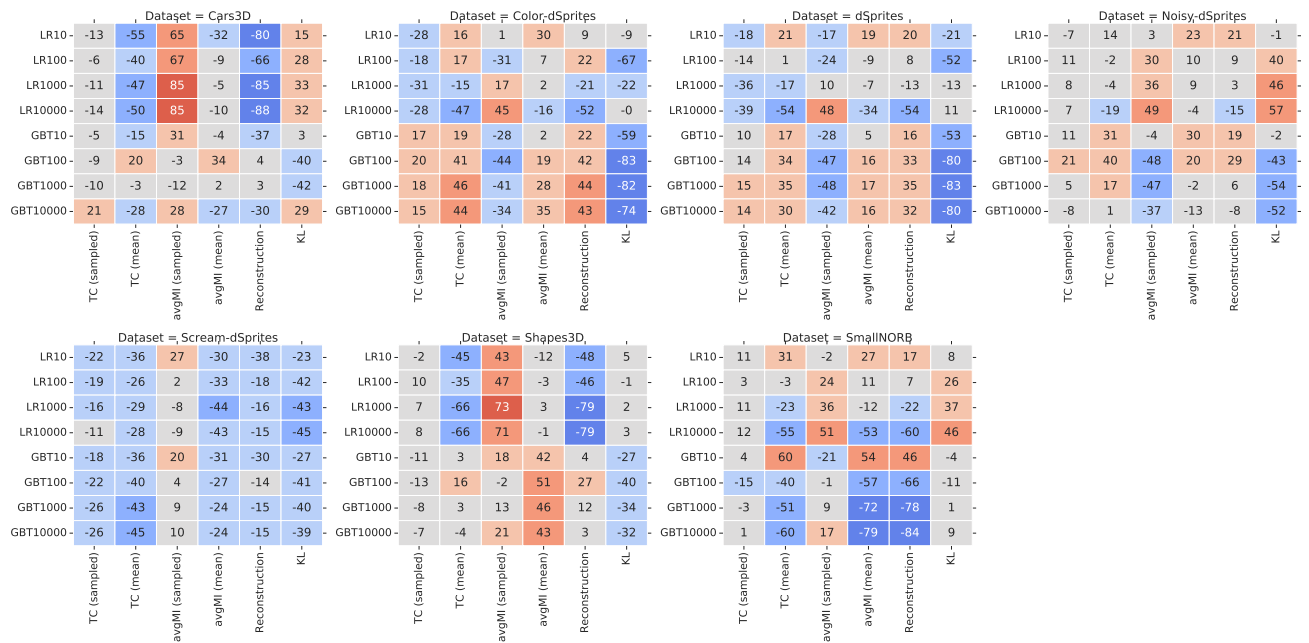 Dataset = Cars3D
LR10 -13 -55 65 -32 -80 15
LR100 -6 -40 67 -9 -66 28
LR1000 -11 -47 85 -5 -85 33
LR10000 -14 -50 85 -10 -88 32
GBT10 -5 -15 31 -4 -37 3
GBT100 -9 20 -3 34 4 -40
GBT1000 -10 -3 -12 2 3 -42
GBT10000 21 -28 28 -27 -30 29
TC (sampled)
TC (mean)
avgMI (sampled)
avgMI (mean)
Reconstruction
KL
Dataset = Color-dSprites
LR10 -28 16 1 30 9 -9
LR100 -18 17 -31 7 22 -67
LR1000 -31 -15 17 2 -21 -22
LR10000 -28 -47 45 -16 -52 -0
GBT10 17 19 -28 2 22 -59
GBT100 20 41 -44 19 42 -83
GBT1000 18 46 -41 28 44 -82
GBT10000 15 44 -34 35 43 -74
TC (sampled)
TC (mean)
avgMI (sampled)
avgMI (mean)
Reconstruction
KL
Dataset = dSprites
LR10 -18 21 -17 19 20 -21
LR100 -14 1 -24 -9 8 -52
LR1000 -36 -17 10 -7 -13 -13
LR10000 -39 -54 48 -34 -54 11
GBT10 10 17 -28 5 16 -53
GBT100 14 34 -47 16 33 -80
GBT1000 15 35 -48 17 35 -83
GBT10000 14 30 -42 16 32 -80
TC (sampled)
TC (mean)
avgMI (sampled)
avgMI (mean)
Reconstruction
KL
Dataset = Noisy-dSprites
LR10 -7 14 3 23 21 -1
LR100 11 -2 30 10 9 40
LR1000 8 -4 36 9 3 46
LR10000 7 -19 49 -4 -15 57
GBT10 11 31 -4 30 19 -2
GBT100 21 40 -48 20 29 -43
GBT1000 5 17 -47 -2 6 -54
GBT10000 -8 1 -37 -13 -8 -52
TC (sampled)
TC (mean)
avgMI (sampled)
avgMI (mean)
Reconstruction
KL
Dataset = Scream-dSprites
LR10 -22 -36 27 -30 -38 -23
LR100 -19 -26 2 -33 -18 -42
LR1000 -16 -29 -8 -44 -16 -43
LR10000 -11 -28 -9 -43 -15 -45
GBT10 -18 -36 20 -31 -30 -27
GBT100 -22 -40 4 -27 -14 -41
GBT1000 -26 -43 9 -24 -15 -40
GBT10000 -26 -45 10 -24 -15 -39
TC (sampled)
TC (mean)
avgMI (sampled)
avgMI (mean)
Reconstruction
KL
Dataset = Shapes3D
LR10 -2 -45 43 -12 -48 5
LR100 10 -35 47 -3 -46 -1
LR1000 7 -66 73 3 -79 2
LR10000 8 -66 71 -1 -79 3
GBT10 -11 3 18 42 4 -27
GBT100 -13 16 -2 51 27 -40
GBT1000 -8 3 13 46 12 -34
GBT10000 -7 -4 21 43 3 -32
TC (sampled)
TC (mean)
avgMI (sampled)
avgMI (mean)
Reconstruction
KL
Dataset = SmallNORB
LR10 11 31 -2 27 17 8
LR100 3 -3 24 11 7 26
LR1000 11 -23 36 -12 -22 37
LR10000 12 -55 51 -53 -60 46
GBT10 4 60 -21 54 46 -4
GBT100 -15 -40 -1 -57 -66 -11
GBT1000 -3 -51 9 -72 -78 1
GBT10000 1 -60 17 -79 -84 9
TC (sampled)
TC (mean)
avgMI (sampled)
avgMI (mean)
Reconstruction
KL